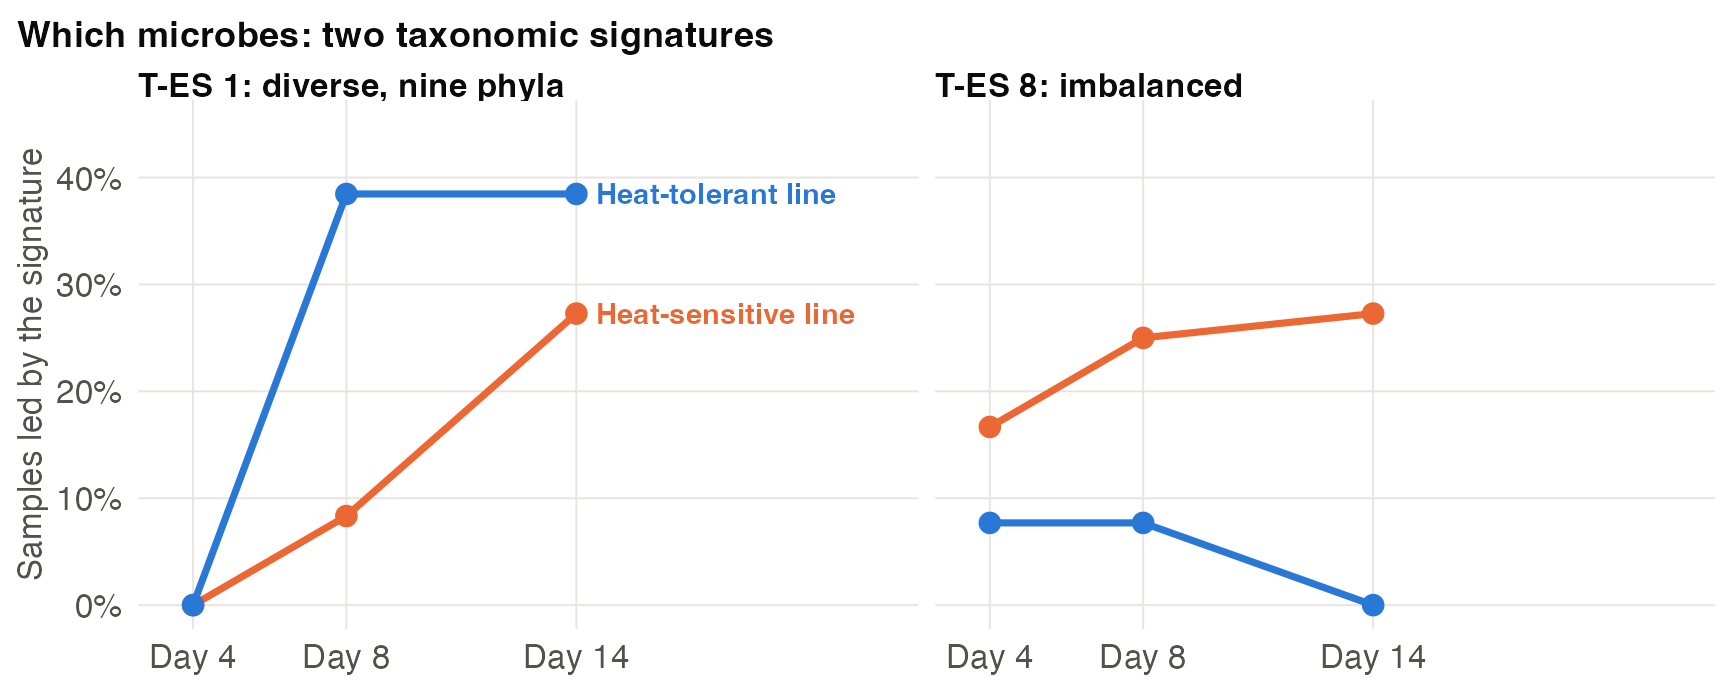 Which microbes: two taxonomic signatures
T-ES 1: diverse, nine phyla
T-ES 8: imbalanced
Samples led by the signature
40%
30%
20%
10%
0%
Heat-tolerant line
Heat-sensitive line
Day 4
Day 8
Day 14
Day 4
Day 8
Day 14